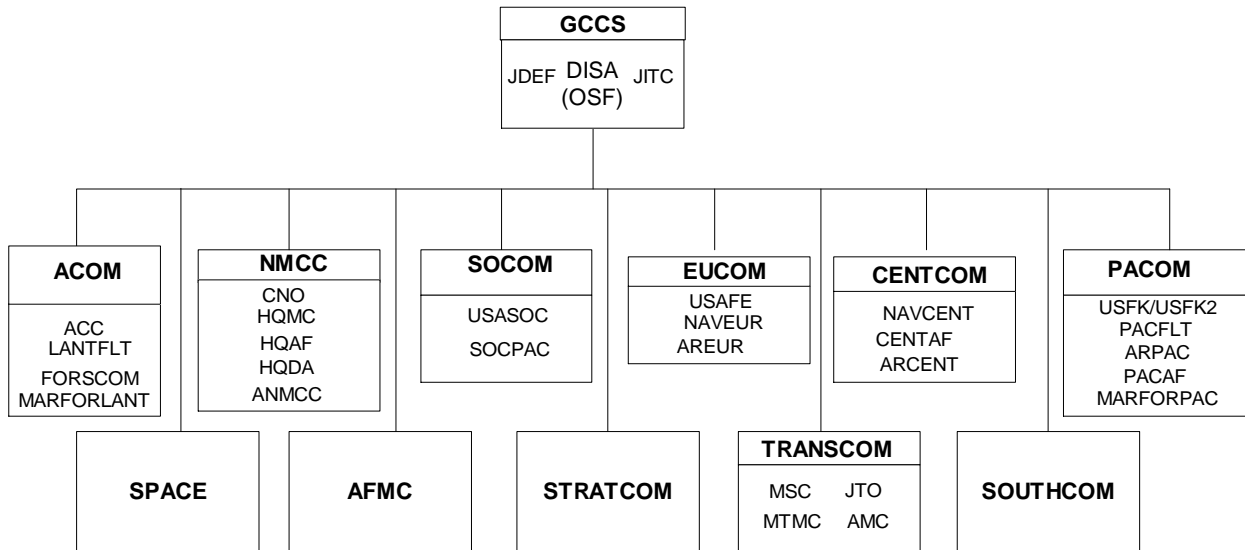 GCCS
JDEF DISA JITC
(OSF)
ACOM
ACC
LANTFLT
FORSCOM
MARFORLANT
NMCC
CNO
HQMC
HQAF
HQDA
ANMCC
SOCOM
USASOC
SOCPAC
EUCOM
USAFE
NAVEUR
AREUR
CENTCOM
NAVCENT
CENTAF
ARCENT
PACOM
USFK/USFK2
PACFLT
ARPAC
PACAF
MARFORPAC
SPACE
AFMC
STRATCOM
TRANSCOM
MSC JTO
MTMC AMC
SOUTHCOM